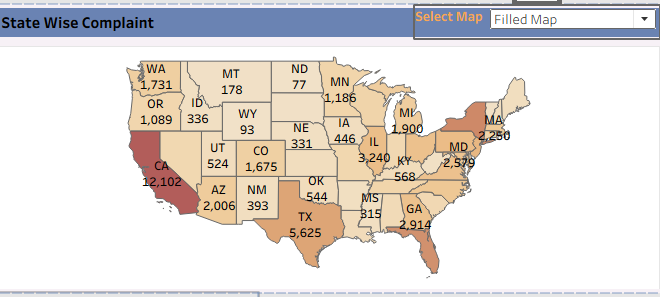 State Wise Complaint
Select Map
Filled Map
WA
1,731
MT
178
ND
77
MN
1,186
OR
1,089
ID
336
WY
93
NE
331
IA
446
IL
3,240
MI
1,900
MA
2,250
MD
2,579
UT
524
CO
1,675
KY
568
CA
12,102
AZ
2,006
NM
393
OK
544
MS
315
GA
2,914
TX
5,625